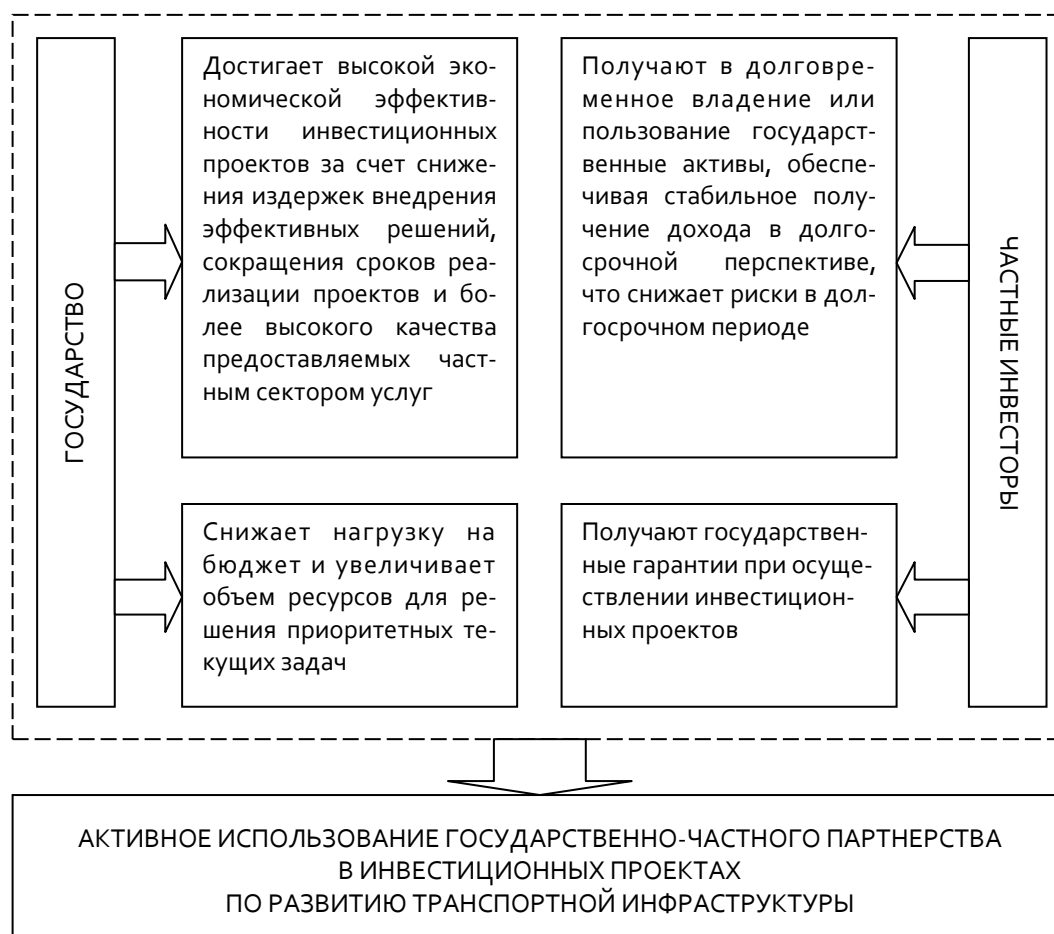 ГОСУДАРСТВО
Достигает высокой эко-
номической эффектив-
ности инвестиционных
проектов за счет сниже-
ния издержек внедрения
эффективных решений,
сокращения сроков реа-
лизации проектов и бо-
лее высокого качества
предоставляемых част-
ным сектором услуг
Снижает нагрузку на
бюджет и увеличивает
объем ресурсов для ре-
шения приоритетных те-
кущих задач
Получают в долговре-
менное владение или
пользование государст-
венные активы, обеспе-
чивая стабильное полу-
чение дохода в долго-
срочной перспективе,
что снижает риски в дол-
госрочном периоде
Получают государствен-
ные гарантии при осуще-
ствлении инвестицион-
ных проектов
ЧАСТНЫЕ ИНВЕСТОРЫ
АКТИВНОЕ ИСПОЛЬЗОВАНИЕ ГОСУДАРСТВЕННО-ЧАСТНОГО ПАРТНЕРСТВА
В ИНВЕСТИЦИОННЫХ ПРОЕКТАХ
ПО РАЗВИТИЮ ТРАНСПОРТНОЙ ИНФРАСТРУКТУРЫ